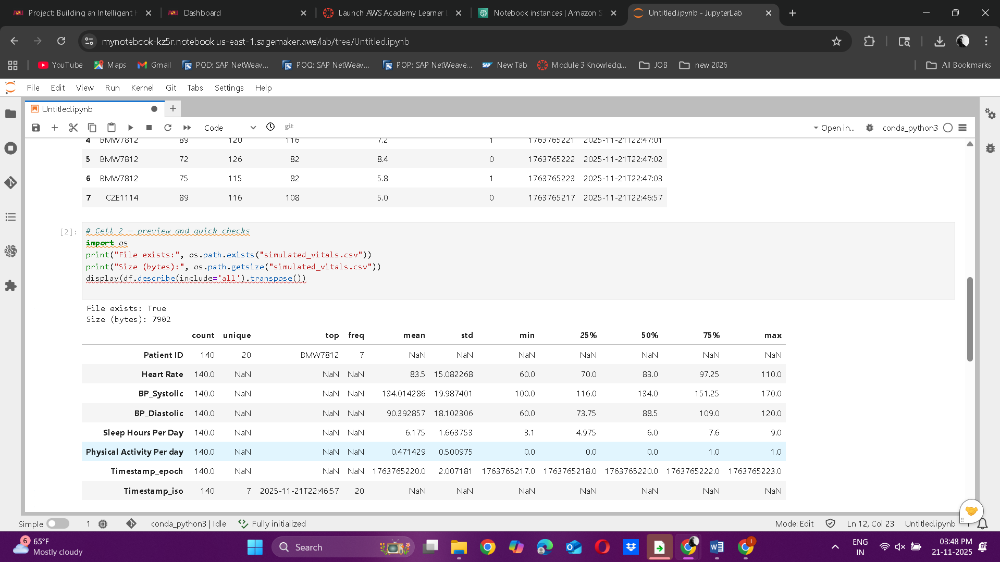 Project: Building an Intelligent H
Dashboard
Launch AWS Academy Learner L
Notebook instances | Amazon S
Untitled.ipynb - JupyterLab
mynotebook-kz5r.notebook.us-east-1.sagemaker.aws/lab/tree/Untitled.ipynb
YouTube Maps Gmail POD: SAP NetWeav... POQ: SAP NetWeav... POP: SAP NetWeave... New Tab Module 3 Knowledg... JOB new 2026 All Bookmarks
File Edit View Run Kernel Git Tabs Settings Help
Untitled.ipynb
Code git Open in... conda_python3
4 BMW7812 89 120 116 7.2 1 1763765221 2025-11-21T22:47:01
5 BMW7812 72 126 82 8.4 0 1763765222 2025-11-21T22:47:02
6 BMW7812 75 115 82 5.8 1 1763765223 2025-11-21T22:47:03
7 CZE1114 89 116 108 5.0 0 1763765217 2025-11-21T22:46:57
[2]: # Cell 2 — preview and quick checks
import os
print("File exists:", os.path.exists("simulated_vitals.csv"))
print("Size (bytes):", os.path.getsize("simulated_vitals.csv"))
display(df.describe(include='all').transpose())
File exists: True
Size (bytes): 7902
count unique top freq mean std min 25% 50% 75% max
Patient ID 140 20 BMW7812 7 NaN NaN NaN NaN NaN NaN NaN
Heart Rate 140.0 NaN NaN NaN 83.5 15.082268 60.0 70.0 83.0 97.25 110.0
BP_Systolic 140.0 NaN NaN NaN 134.014286 19.987401 100.0 116.0 134.0 151.25 170.0
BP_Diastolic 140.0 NaN NaN NaN 90.392857 18.102306 60.0 73.75 88.5 109.0 120.0
Sleep Hours Per Day 140.0 NaN NaN NaN 6.175 1.663753 3.1 4.975 6.0 7.6 9.0
Physical Activity Per day 140.0 NaN NaN NaN 0.471429 0.500975 0.0 0.0 0.0 1.0 1.0
Timestamp_epoch 140.0 NaN NaN NaN 1763765220.0 2.007181 1763765217.0 1763765218.0 1763765220.0 1763765222.0 1763765223.0
Timestamp_iso 140 7 2025-11-21T22:46:57 20 NaN NaN NaN NaN NaN NaN NaN
Simple 1 conda_python3 | Idle Fully initialized Mode: Edit Ln 12, Col 23 Untitled.ipynb
6 65°F
Mostly cloudy
Search
ENG
IN
03:48 PM
21-11-2025